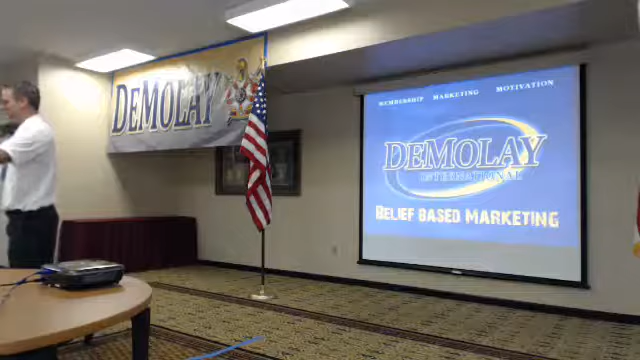 DEMOLAY
MEMBERSHIP MARKETING MOTIVATION
DEMOLAY
INTERNATIONAL
BELIEF BASED MARKETING